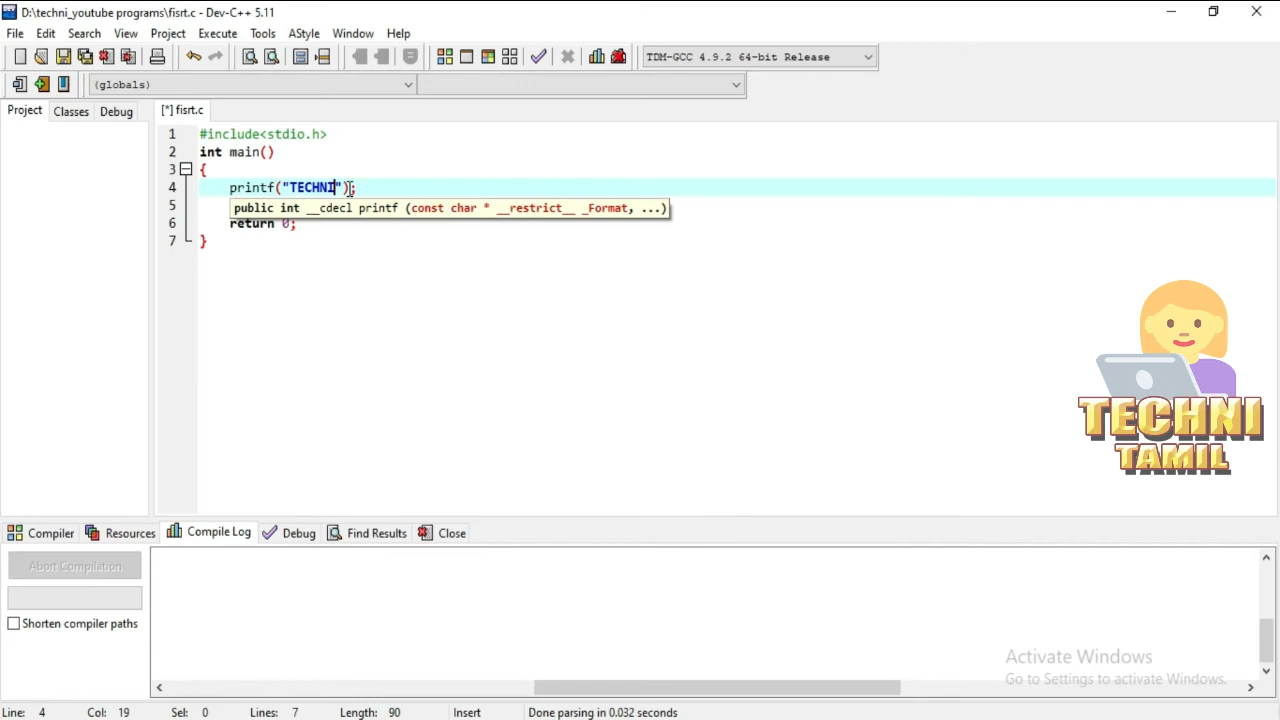 D:\techni_youtube programs\fisrt.c - Dev-C++ 5.11
File Edit Search View Project Execute Tools AStyle Window Help
TDM-GCC 4.9.2 64-bit Release
(globals)
Project Classes Debug
[*] fisrt.c
1 #include<stdio.h>
2 int main()
3 {
4 printf("TECHNI");
5 public int __cdecl printf (const char * __restrict__ _Format, ...)
6 return 0;
7 }
TECHNI
TAMIL
Compiler Resources Compile Log Debug Find Results Close
Abort Compilation
Shorten compiler paths
Activate Windows
Go to Settings to activate Windows.
Line: 4 Col: 19 Sel: 0 Lines: 7 Length: 90 Insert Done parsing in 0.032 seconds